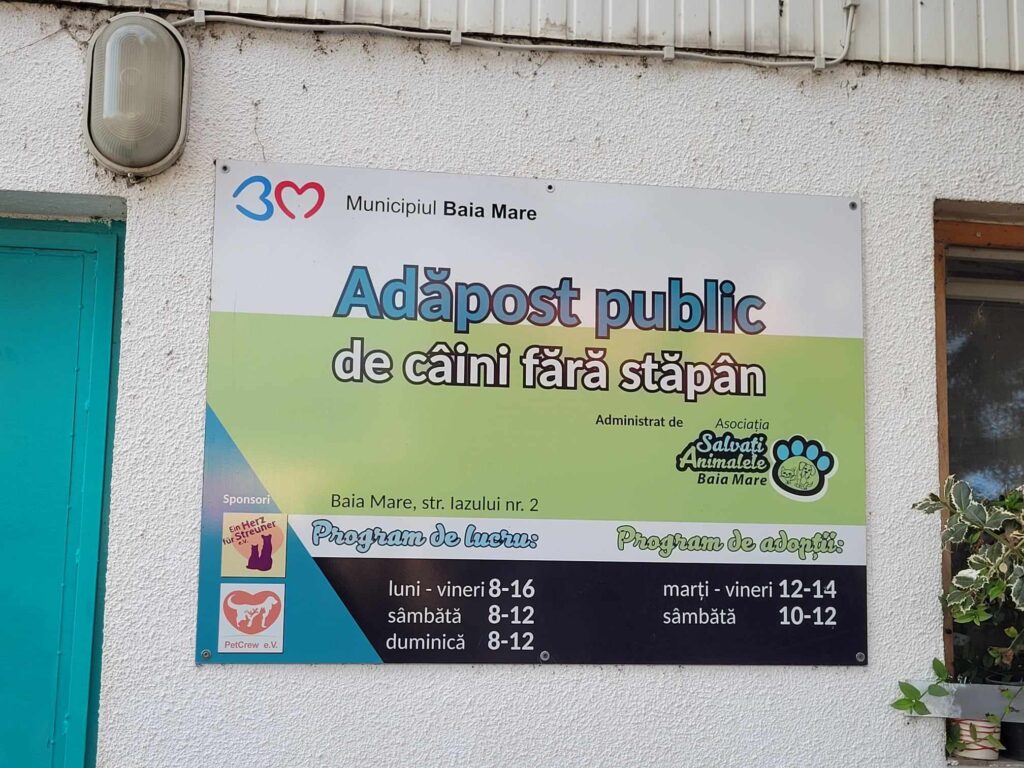 Municipiul Baia Mare
Adăpost public
de câini fără stăpân
Administrat de
Asociația
Salvați
Animalele
Baia Mare
Baia Mare, str. Iazului nr. 2
Sponsori
Ein Herz
für Streuner
e.V.
PetCrew e.V.
Program de lucru:
luni - vineri 8-16
sâmbătă 8-12
duminică 8-12
Program de adopții:
marți - vineri 12-14
sâmbătă 10-12